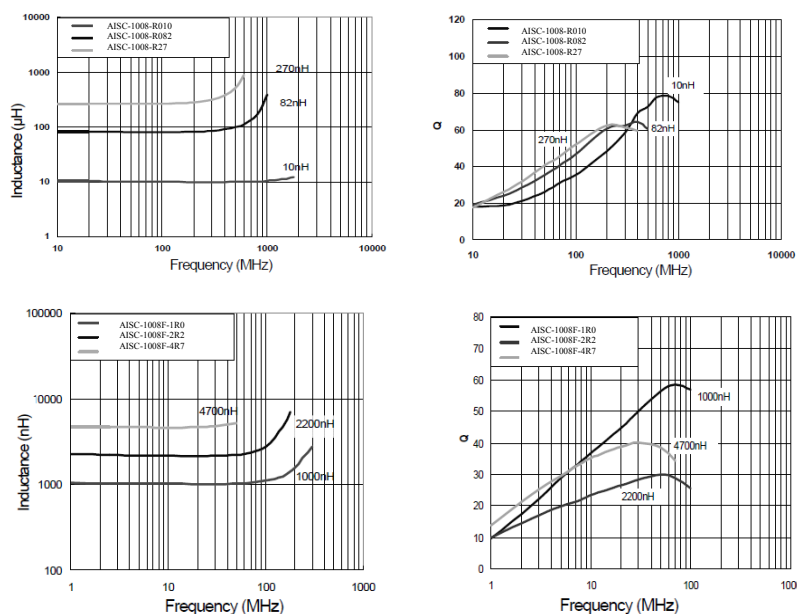 10000
1000
100
10
1
Inductance (μH)
AISC-1008-R010
AISC-1008-R082
AISC-1008-R27
270nH
82nH
10nH
10
100
1000
10000
Frequency (MHz)
120
100
80
60
40
20
0
Q
AISC-1008-R010
AISC-1008-R082
AISC-1008-R27
10nH
270nH
82nH
10
100
1000
10000
Frequency (MHz)
100000
10000
1000
100
Inductance (nH)
AISC-1008F-1R0
AISC-1008F-2R2
AISC-1008F-4R7
4700nH
2200nH
1000nH
1
10
100
1000
Frequency (MHz)
80
70
60
50
40
30
20
10
0
Q
AISC-1008F-1R0
AISC-1008F-2R2
AISC-1008F-4R7
1000nH
4700nH
2200nH
1
10
100
Frequency (MHz)